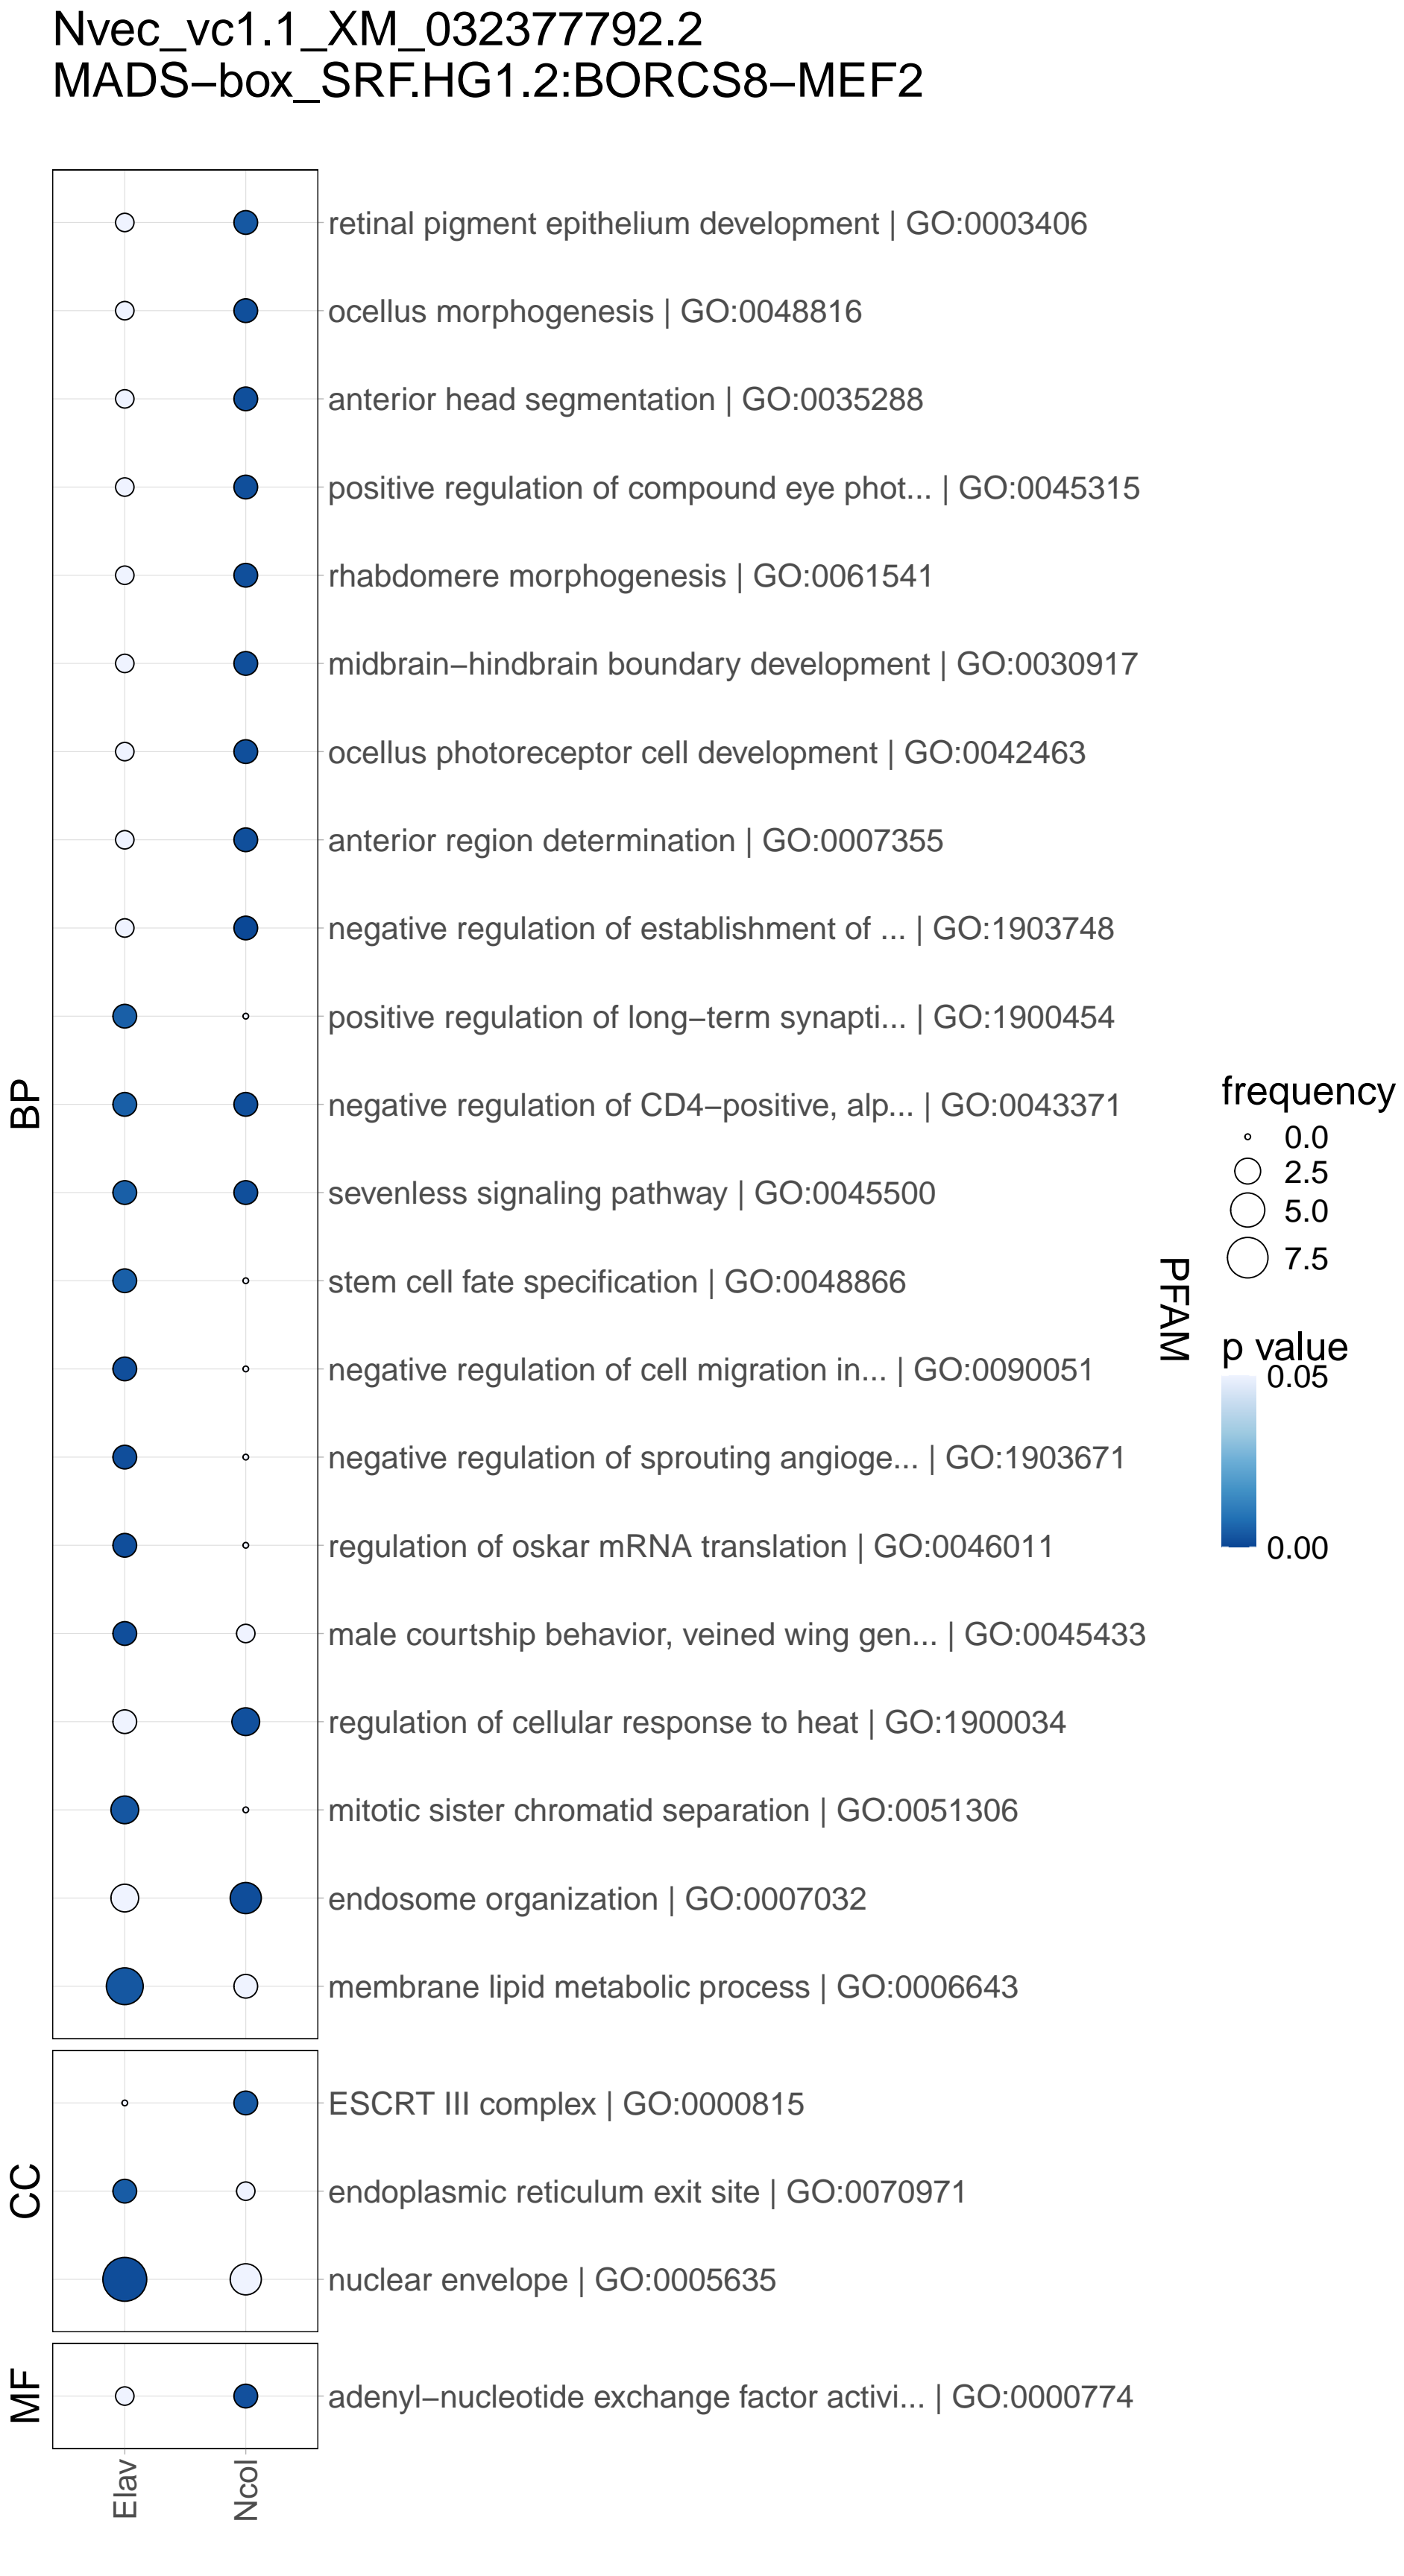 Nvec_vc1.1_XM_032377792.2
MADS−box_SRF.HG1.2:BORCS8−MEF2
BP
retinal pigment epithelium development | GO:0003406
ocellus morphogenesis | GO:0048816
anterior head segmentation | GO:0035288
positive regulation of compound eye phot... | GO:0045315
rhabdomere morphogenesis | GO:0061541
midbrain−hindbrain boundary development | GO:0030917
ocellus photoreceptor cell development | GO:0042463
anterior region determination | GO:0007355
negative regulation of establishment of ... | GO:1903748
positive regulation of long−term synapti... | GO:1900454
negative regulation of CD4−positive, alp... | GO:0043371
sevenless signaling pathway | GO:0045500
stem cell fate specification | GO:0048866
negative regulation of cell migration in... | GO:0090051
negative regulation of sprouting angioge... | GO:1903671
regulation of oskar mRNA translation | GO:0046011
male courtship behavior, veined wing gen... | GO:0045433
regulation of cellular response to heat | GO:1900034
mitotic sister chromatid separation | GO:0051306
endosome organization | GO:0007032
membrane lipid metabolic process | GO:0006643
CC
ESCRT III complex | GO:0000815
endoplasmic reticulum exit site | GO:0070971
nuclear envelope | GO:0005635
MF
adenyl−nucleotide exchange factor activi... | GO:0000774
Elav
Ncol
PFAM
frequency
0.0
2.5
5.0
7.5
p value
0.05
0.00